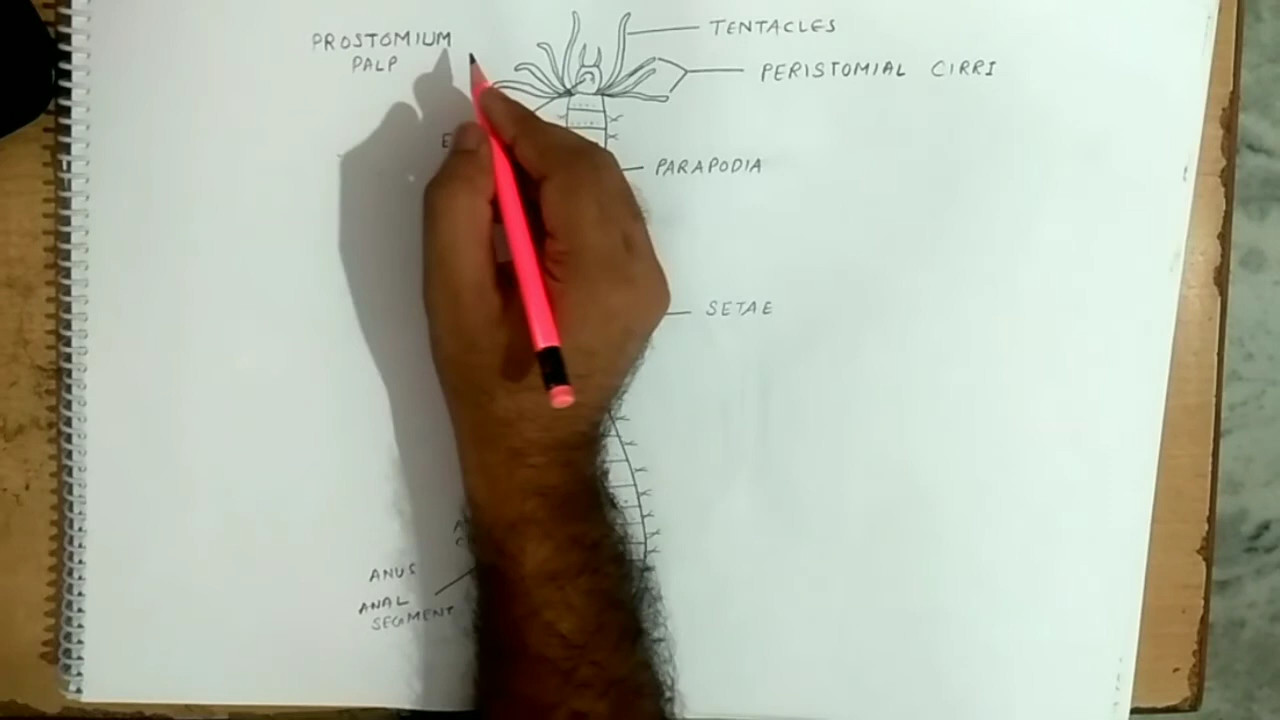 PROSTOMIUM
PALP
TENTACLES
PERISTOMIAL CIRRI
PARAPODIA
SETAE
ANUS
ANAL
SEGMENT